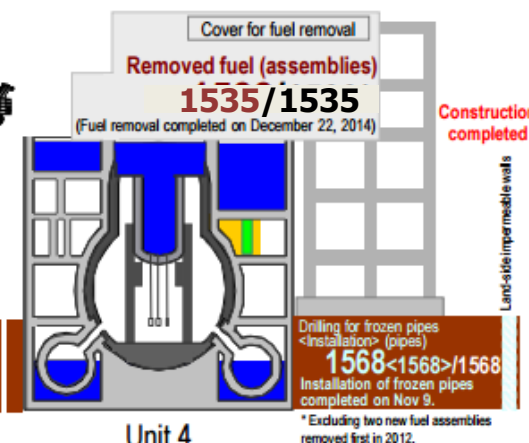 Cover for fuel removal
Removed fuel (assemblies)
1535/1535
(Fuel removal completed on December 22, 2014)
Construction
completed
Land-side impermeable walls
Drilling for frozen pipes
<Installation> (pipes)
1568<1568>/1568
Installation of frozen pipes
completed on Nov 9.
* Excluding two new fuel assemblies
removed first in 2012.
Unit 4